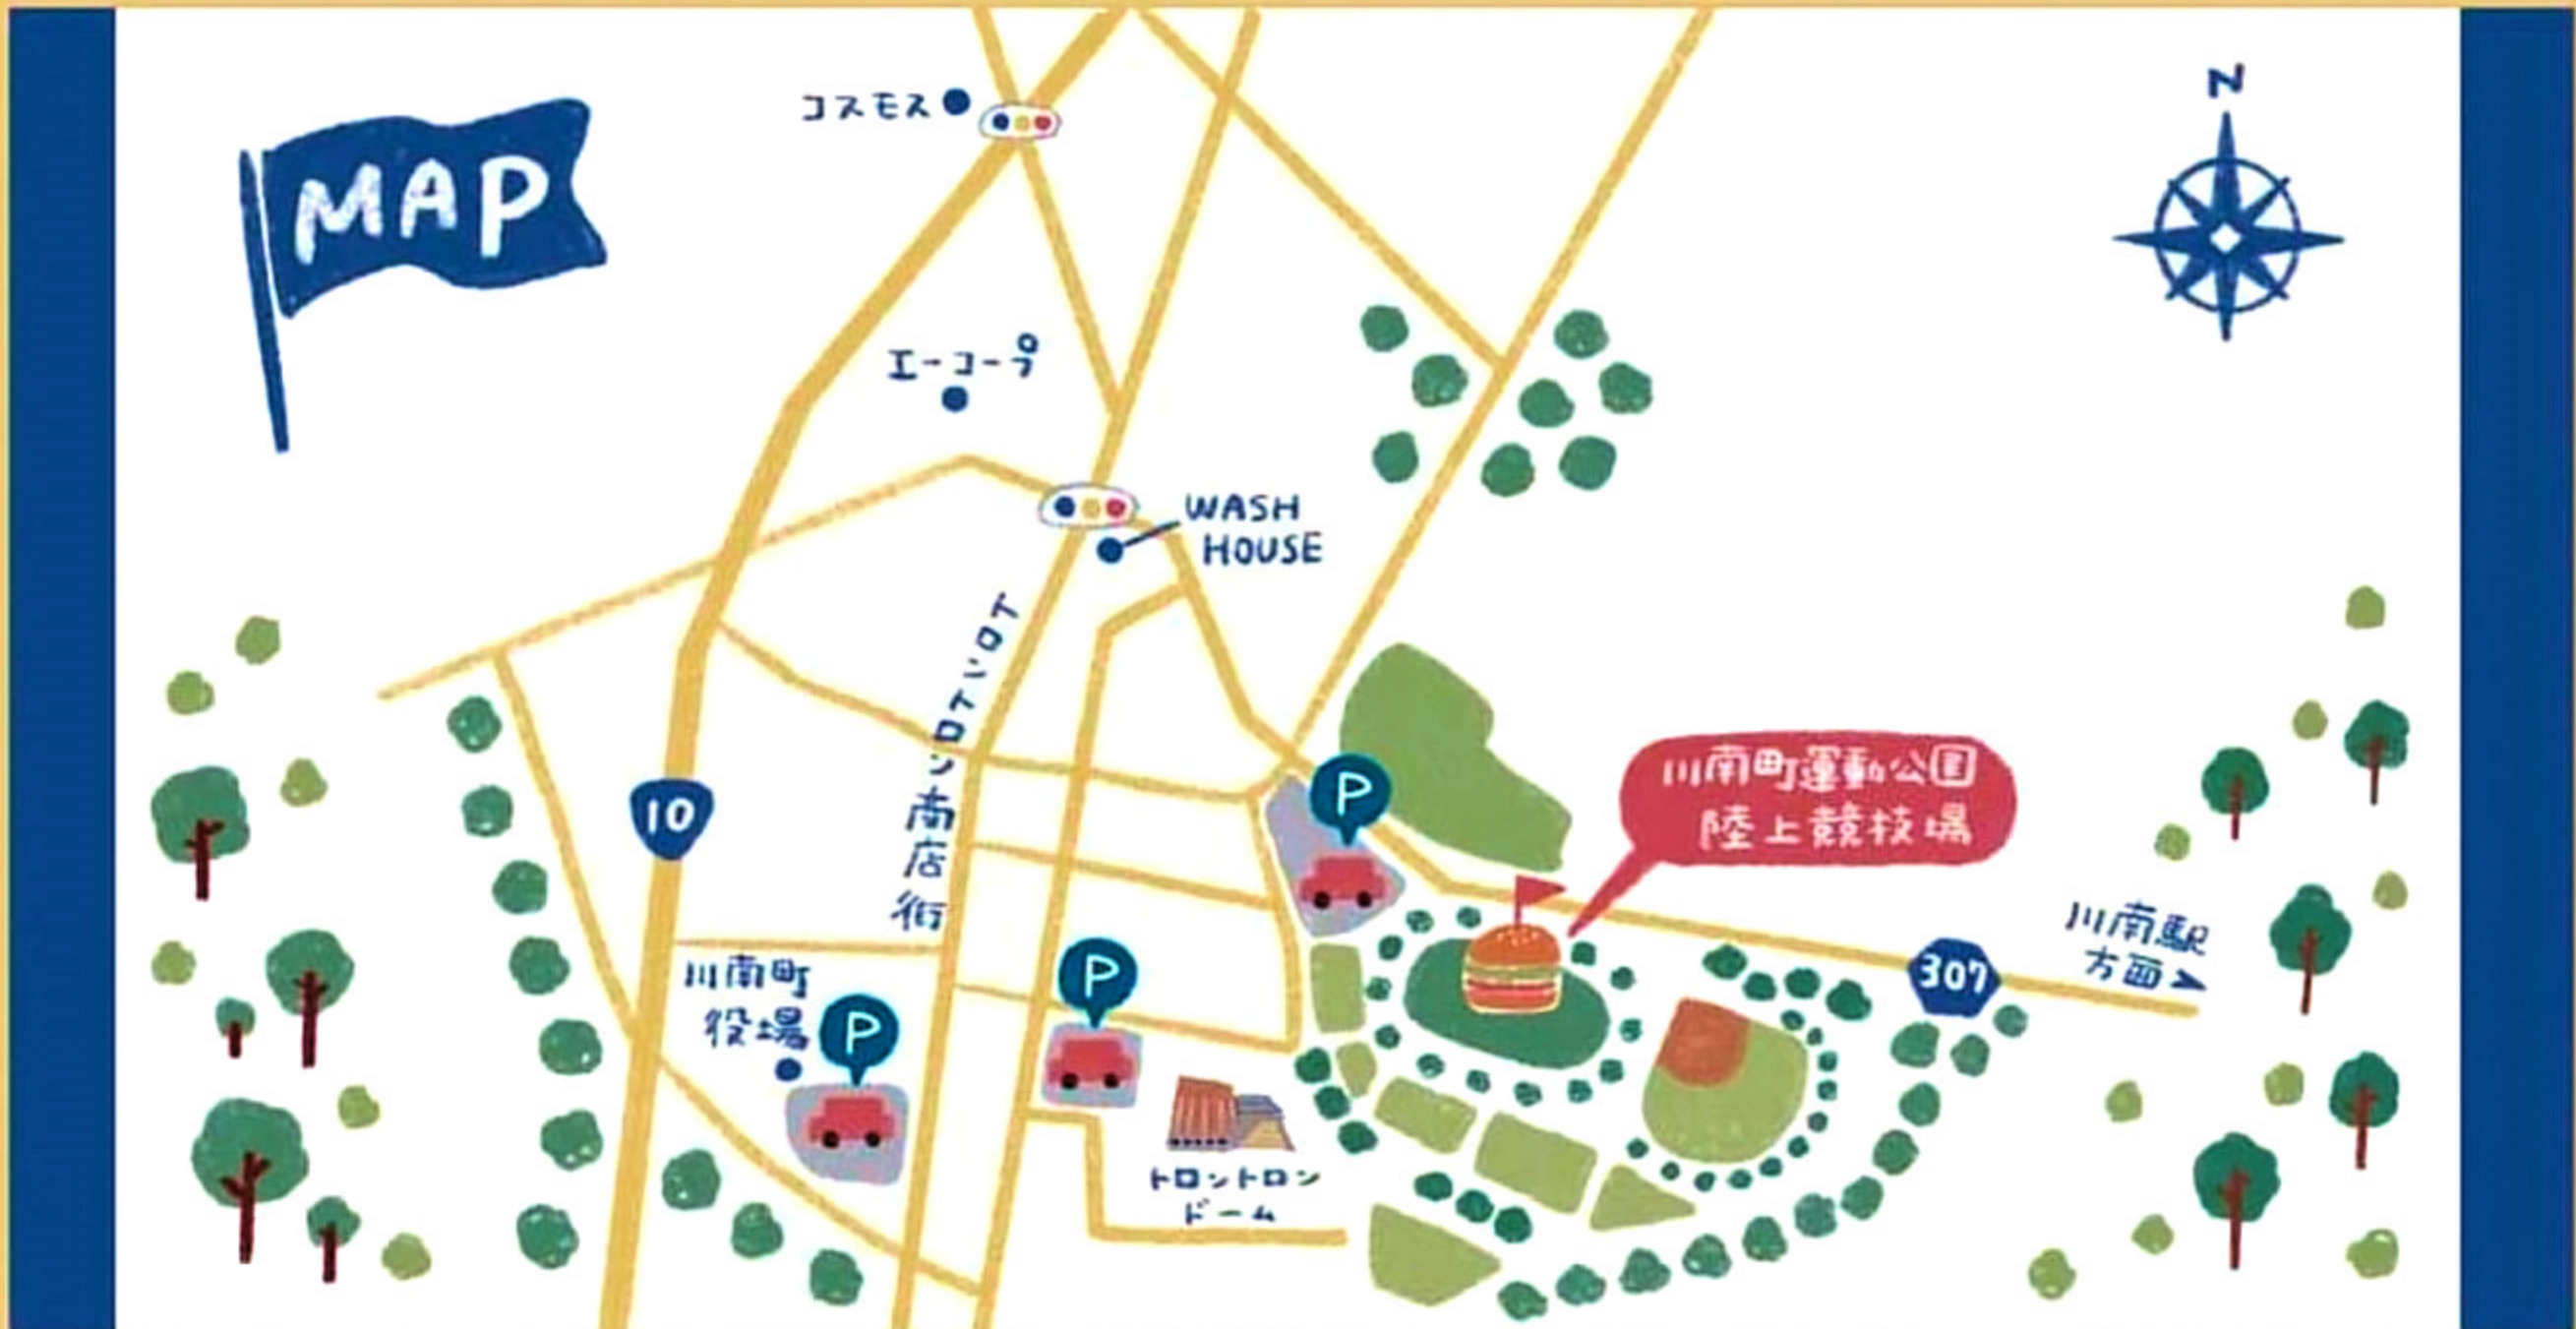 MAP
N
コスモス
エーコープ
WASH
HOUSE
トロントロン商店街
10
P
川南町運動公園
陸上競技場
川南駅
方面
307
川南町
役場
P
P
トロントロン
ドーム